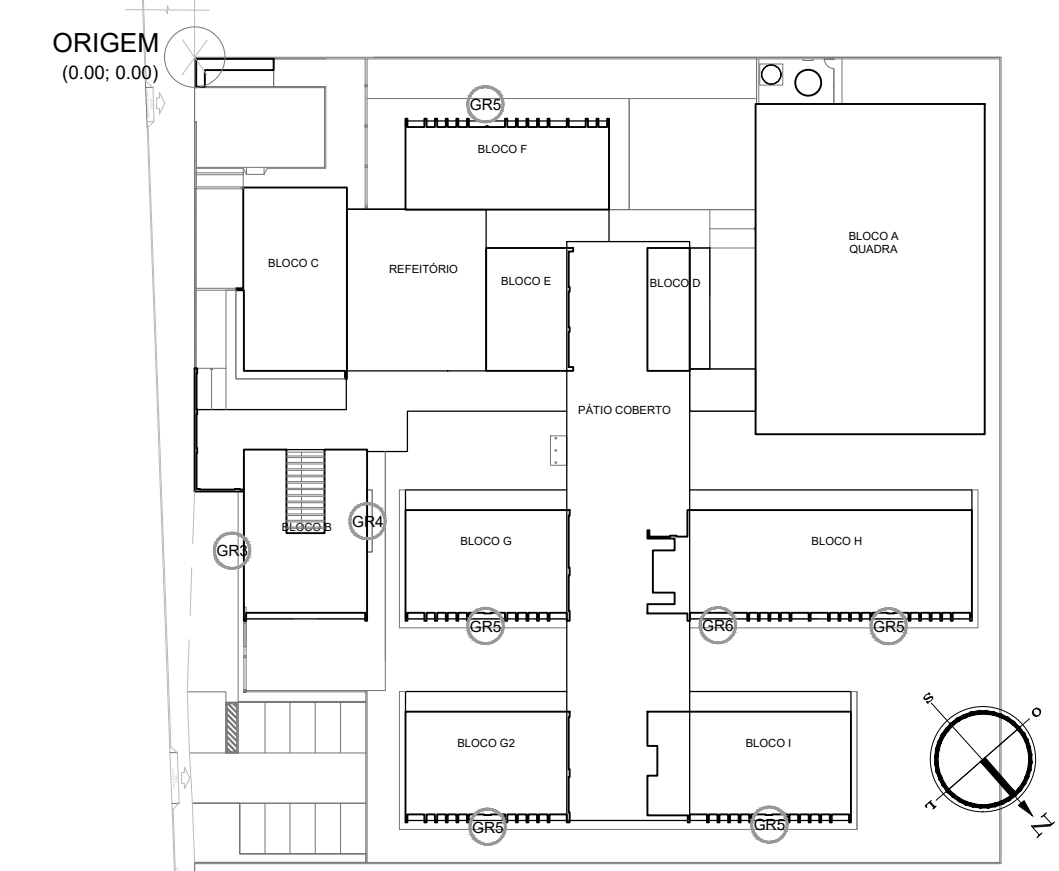 ORIGEM
(0.00; 0.00)
GR5
BLOCO F
BLOCO A
QUADRA
BLOCO C
REFEITÓRIO
BLOCO E
BLOCO D
PÁTIO COBERTO
GR4
BLOCO B
GR3
BLOCO G
BLOCO H
GR5
GR6
GR5
S
O
L
N
BLOCO G2
BLOCO I
GR5
GR5